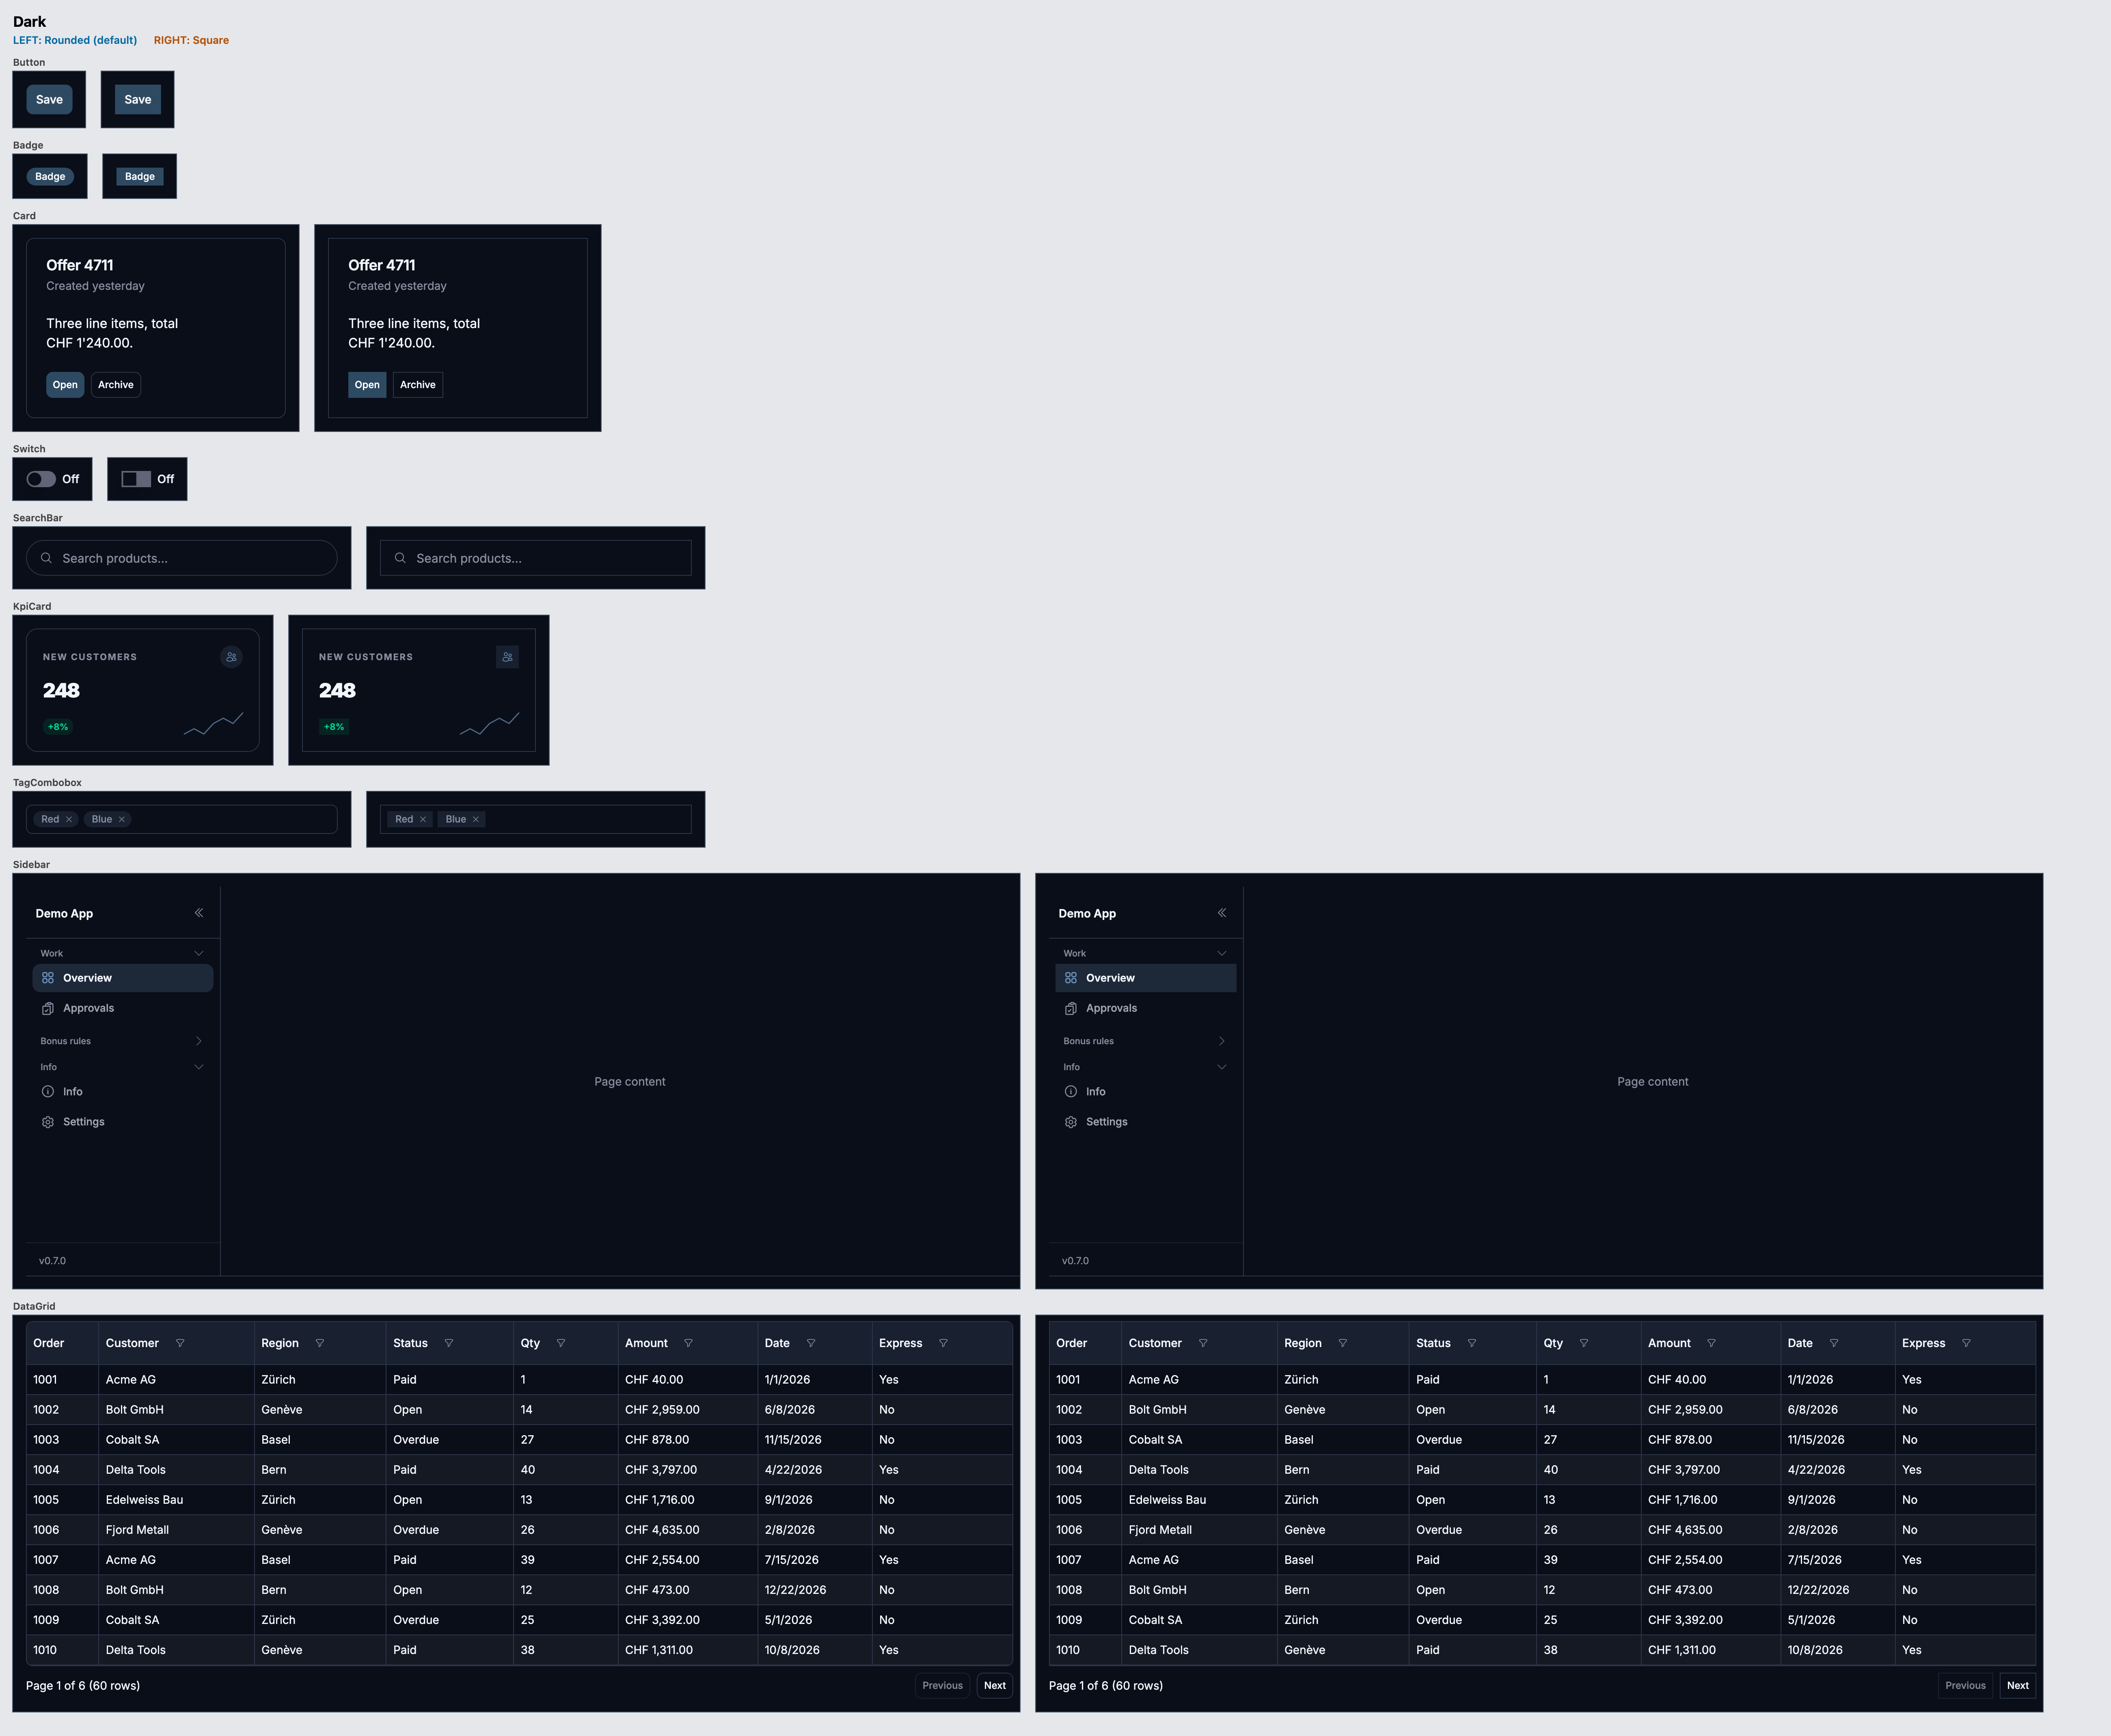 Dark
LEFT: Rounded (default) RIGHT: Square
Button
Save Save
Badge
Badge Badge
Card
Offer 4711 Offer 4711
Created yesterday Created yesterday
Three line items, total Three line items, total
CHF 1'240.00. CHF 1'240.00.
Open Archive Open Archive
Switch
Off Off
SearchBar
Search products... Search products...
KpiCard
NEW CUSTOMERS NEW CUSTOMERS
248 248
+8% +8%
TagCombobox
Red Blue Red Blue
Sidebar
Demo App Demo App
Work Work
Overview Overview
Approvals Approvals
Bonus rules Bonus rules
Info Info
Info Info
Settings Settings
Page content Page content
v0.7.0 v0.7.0
DataGrid
Order Customer Region Status Qty Amount Date Express Order Customer Region Status Qty Amount Date Express
1001 Acme AG Zürich Paid 1 CHF 40.00 1/1/2026 Yes 1001 Acme AG Zürich Paid 1 CHF 40.00 1/1/2026 Yes
1002 Bolt GmbH Genève Open 14 CHF 2,959.00 6/8/2026 No 1002 Bolt GmbH Genève Open 14 CHF 2,959.00 6/8/2026 No
1003 Cobalt SA Basel Overdue 27 CHF 878.00 11/15/2026 No 1003 Cobalt SA Basel Overdue 27 CHF 878.00 11/15/2026 No
1004 Delta Tools Bern Paid 40 CHF 3,797.00 4/22/2026 Yes 1004 Delta Tools Bern Paid 40 CHF 3,797.00 4/22/2026 Yes
1005 Edelweiss Bau Zürich Open 13 CHF 1,716.00 9/1/2026 No 1005 Edelweiss Bau Zürich Open 13 CHF 1,716.00 9/1/2026 No
1006 Fjord Metall Genève Overdue 26 CHF 4,635.00 2/8/2026 No 1006 Fjord Metall Genève Overdue 26 CHF 4,635.00 2/8/2026 No
1007 Acme AG Basel Paid 39 CHF 2,554.00 7/15/2026 Yes 1007 Acme AG Basel Paid 39 CHF 2,554.00 7/15/2026 Yes
1008 Bolt GmbH Bern Open 12 CHF 473.00 12/22/2026 No 1008 Bolt GmbH Bern Open 12 CHF 473.00 12/22/2026 No
1009 Cobalt SA Zürich Overdue 25 CHF 3,392.00 5/1/2026 No 1009 Cobalt SA Zürich Overdue 25 CHF 3,392.00 5/1/2026 No
1010 Delta Tools Genève Paid 38 CHF 1,311.00 10/8/2026 Yes 1010 Delta Tools Genève Paid 38 CHF 1,311.00 10/8/2026 Yes
Page 1 of 6 (60 rows) Previous Next Page 1 of 6 (60 rows) Previous Next